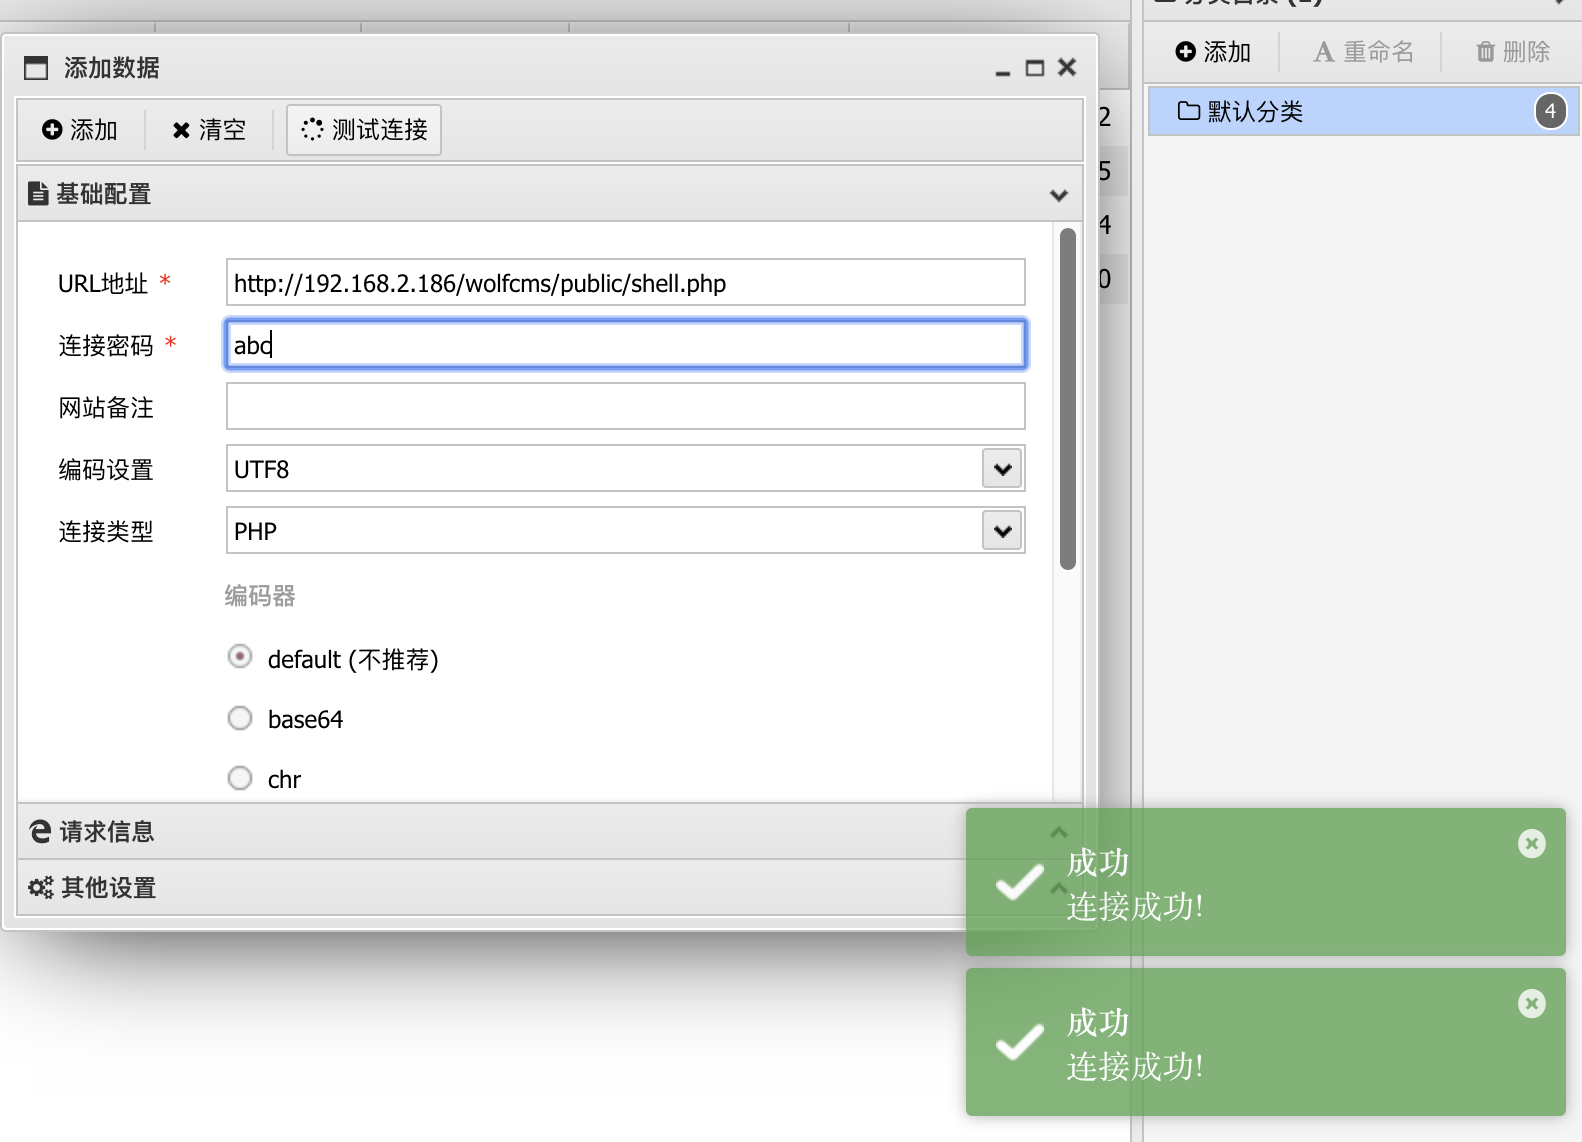 添加数据
添加
清空
测试连接
基础配置
URL地址 *
http://192.168.2.186/wolfcms/public/shell.php
连接密码 *
abc
网站备注
编码设置
UTF8
连接类型
PHP
编码器
default (不推荐)
base64
chr
请求信息
其他设置
2
5
4
0
添加
重命名
删除
默认分类
4
成功
连接成功!
成功
连接成功!